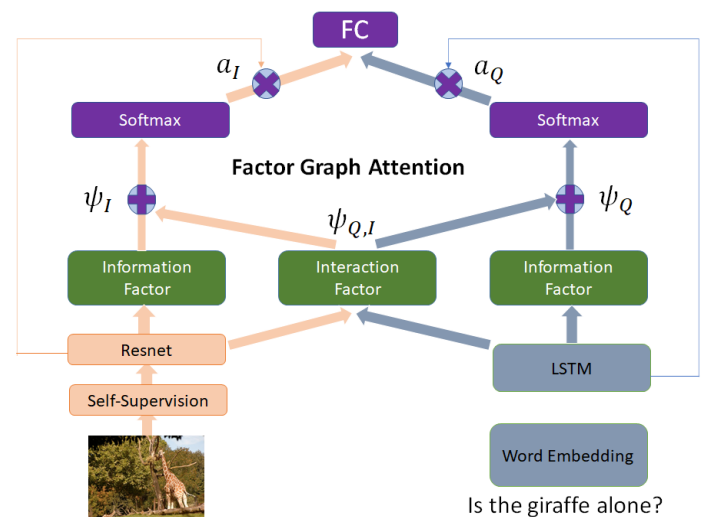 FC
a_I
a_Q
Softmax
Softmax
Factor Graph Attention
ψ_I
ψ_Q,I
ψ_Q
Information
Factor
Interaction
Factor
Information
Factor
Resnet
LSTM
Self-Supervision
Word Embedding
Is the giraffe alone?